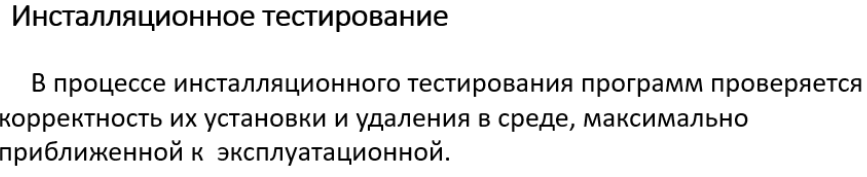 Инсталляционное тестирование
В процессе инсталляционного тестирования программ проверяется
корректность их установки и удаления в среде, максимально
приближенной к эксплуатационной.